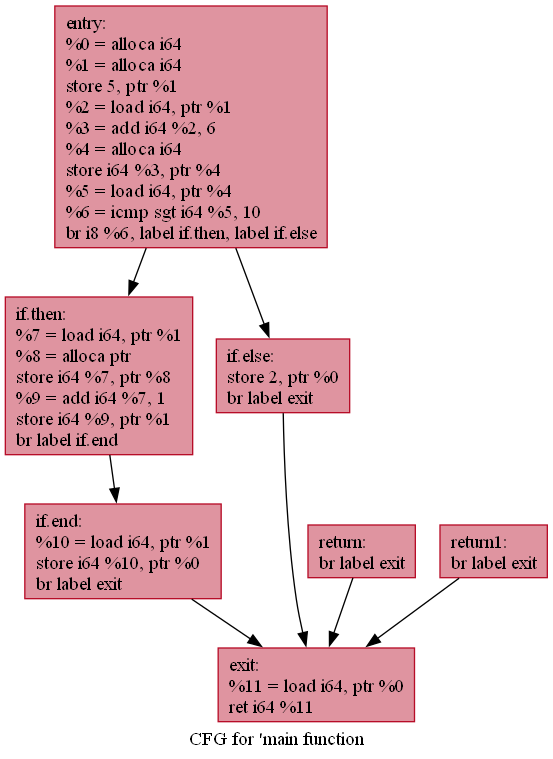 entry:
%0 = alloca i64
%1 = alloca i64
store 5, ptr %1
%2 = load i64, ptr %1
%3 = add i64 %2, 6
%4 = alloca i64
store i64 %3, ptr %4
%5 = load i64, ptr %4
%6 = icmp sgt i64 %5, 10
br i8 %6, label if.then, label if.else
if.then:
%7 = load i64, ptr %1
%8 = alloca ptr
store i64 %7, ptr %8
%9 = add i64 %7, 1
store i64 %9, ptr %1
br label if.end
if.else:
store 2, ptr %0
br label exit
if.end:
%10 = load i64, ptr %1
store i64 %10, ptr %0
br label exit
return:
br label exit
return1:
br label exit
exit:
%11 = load i64, ptr %0
ret i64 %11
CFG for 'main function